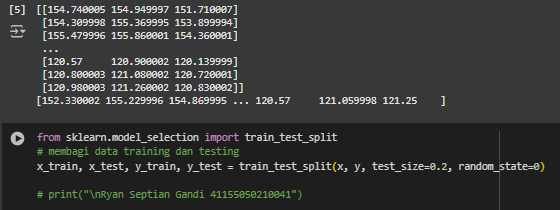 [5] [[154.740005 154.949997 151.710007]
[154.309998 155.369995 153.899994]
[155.479996 155.860001 154.360001]
...
[120.57     120.900002 120.139999]
[120.800003 121.080002 120.720001]
[120.980003 121.260002 120.830002]]
[152.330002 155.229996 154.869995 ... 120.57     121.059998 121.25    ]
from sklearn.model_selection import train_test_split
# membagi data training dan testing
x_train, x_test, y_train, y_test = train_test_split(x, y, test_size=0.2, random_state=0)
# print("\nRyan Septian Gandi 41155050210041")